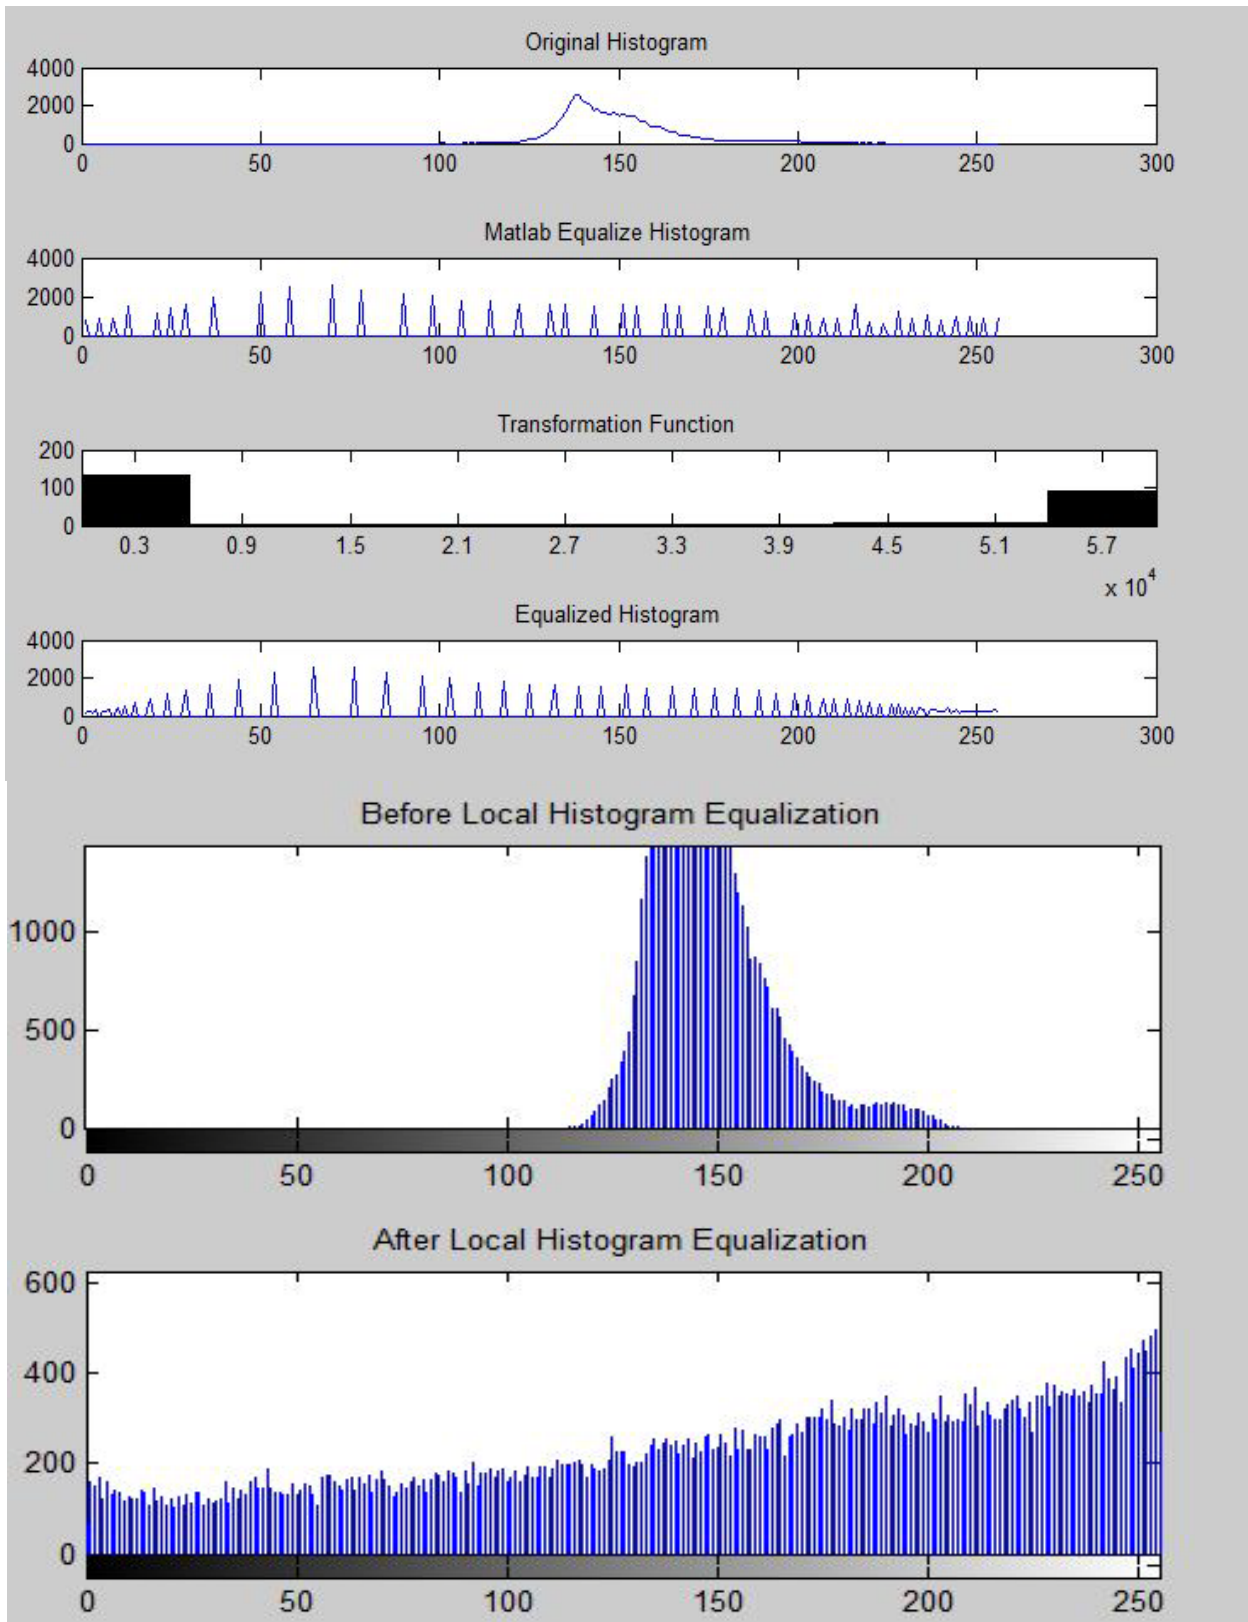 Original Histogram
4000
2000
0
0 50 100 150 200 250 300
Matlab Equalize Histogram
4000
2000
0
0 50 100 150 200 250 300
Transformation Function
200
100
0
0.3 0.9 1.5 2.1 2.7 3.3 3.9 4.5 5.1 5.7
x 10^4
Equalized Histogram
4000
2000
0
0 50 100 150 200 250 300
Before Local Histogram Equalization
1000
500
0
0 50 100 150 200 250
After Local Histogram Equalization
600
400
200
0
0 50 100 150 200 250